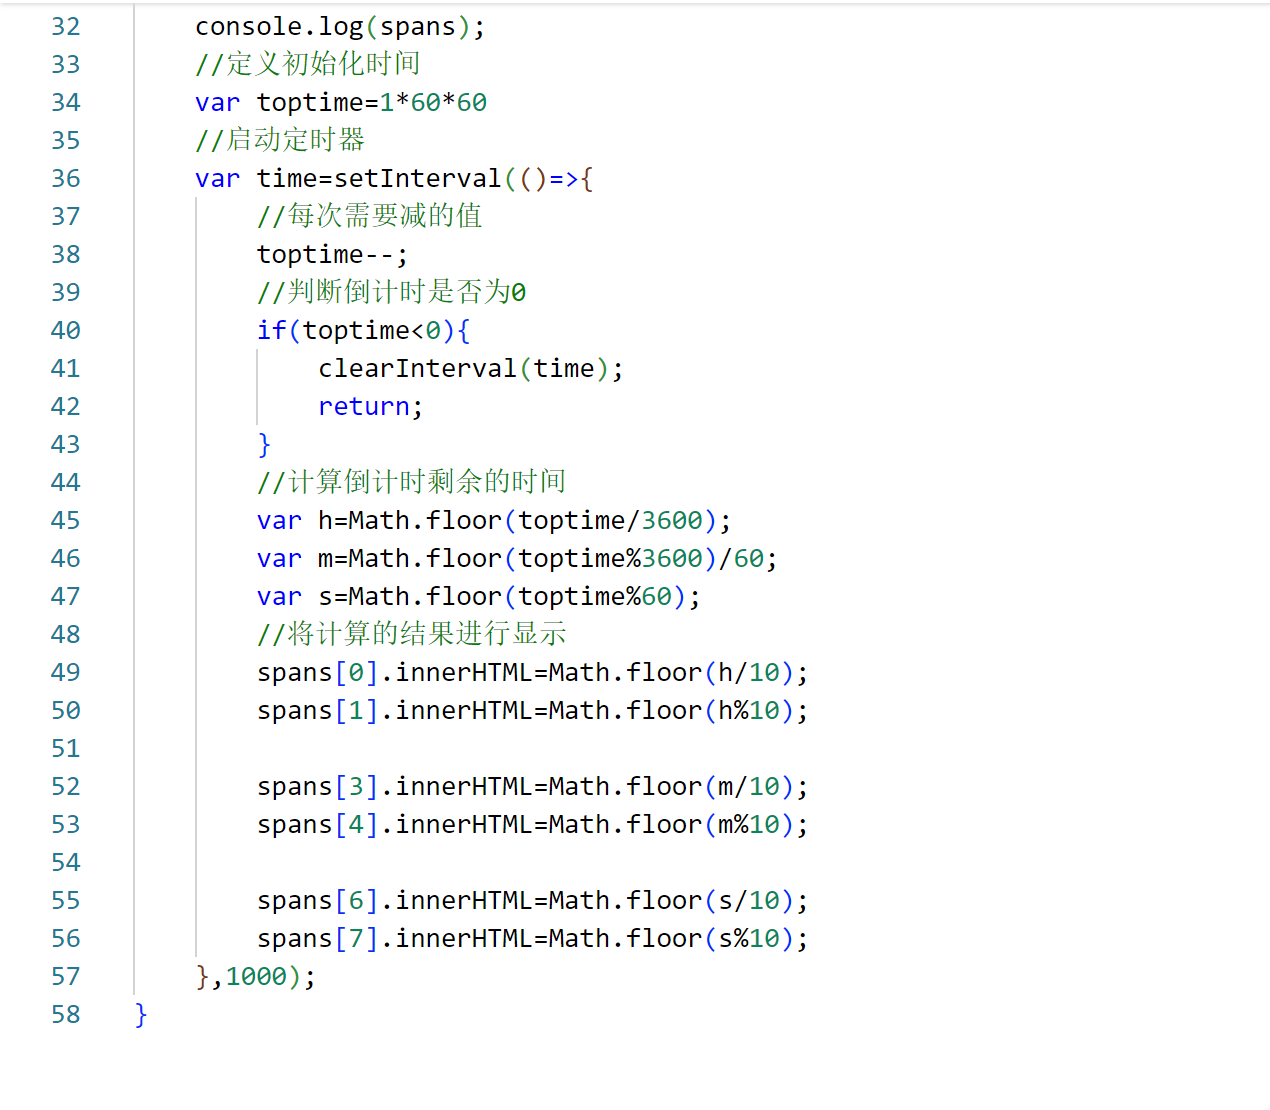 32 console.log(spans);
33 //定义初始化时间
34 var toptime=1*60*60
35 //启动定时器
36 var time=setInterval(()=>{
37 //每次需要减的值
38 toptime--;
39 //判断倒计时是否为0
40 if(toptime<0){
41 clearInterval(time);
42 return;
43 }
44 //计算倒计时剩余的时间
45 var h=Math.floor(toptime/3600);
46 var m=Math.floor(toptime%3600)/60;
47 var s=Math.floor(toptime%60);
48 //将计算的结果进行显示
49 spans[0].innerHTML=Math.floor(h/10);
50 spans[1].innerHTML=Math.floor(h%10);
51
52 spans[3].innerHTML=Math.floor(m/10);
53 spans[4].innerHTML=Math.floor(m%10);
54
55 spans[6].innerHTML=Math.floor(s/10);
56 spans[7].innerHTML=Math.floor(s%10);
57 },1000);
58 }